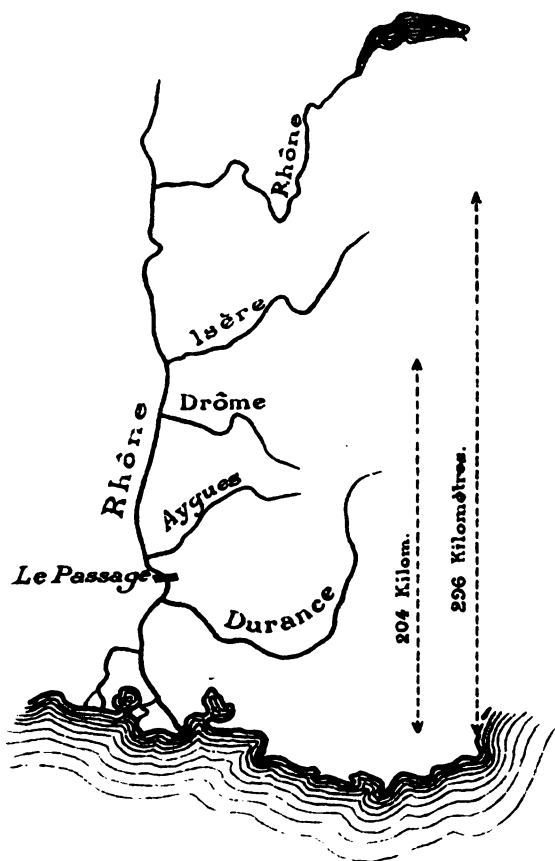 Rhône
Isère
Drôme
Rhône
Aygues
Le Passage
Durance
204 Kilom.
296 Kilomètres.